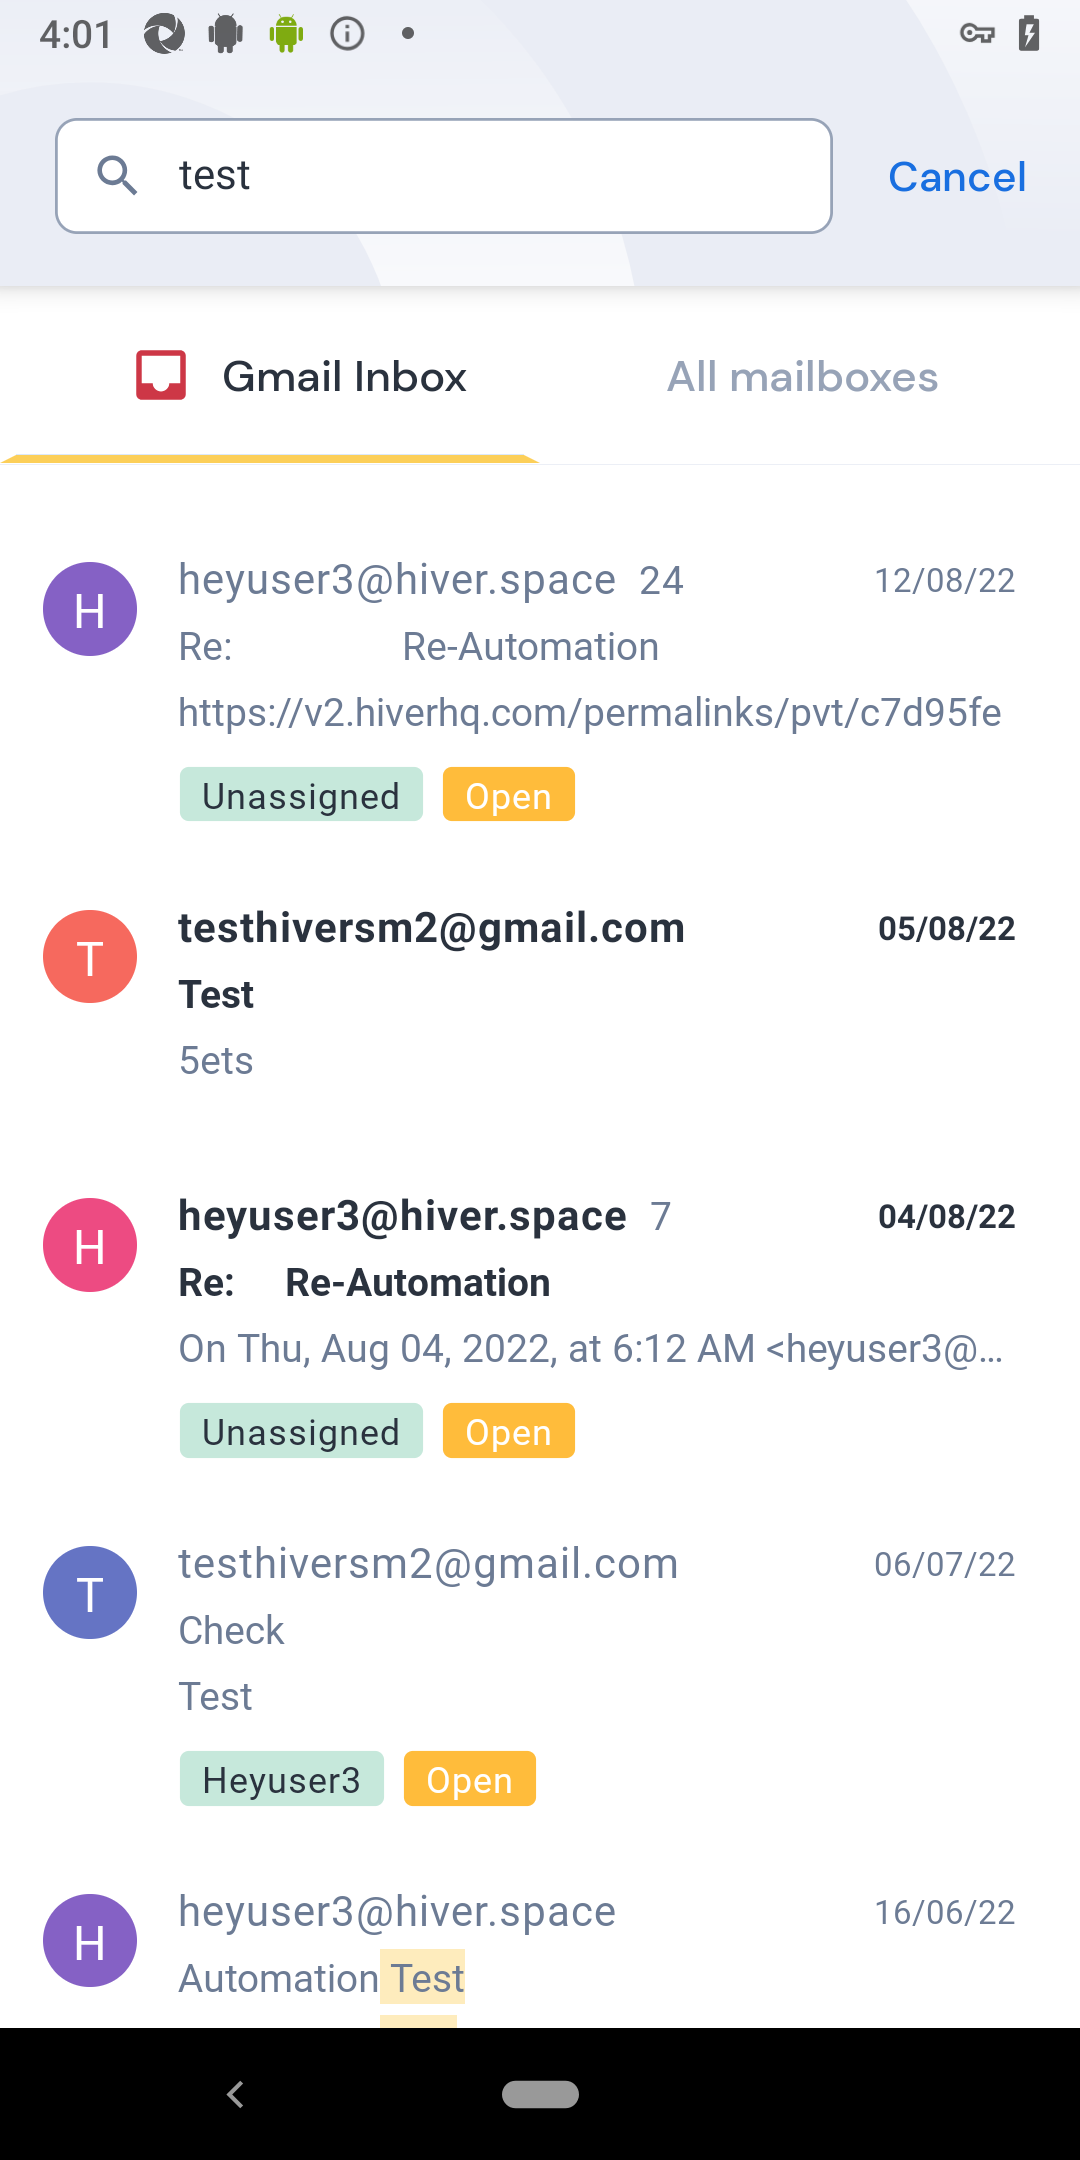 4:01
test
Cancel
Gmail Inbox
All mailboxes
H
heyuser3@hiver.space 24
12/08/22
Re: Re-Automation
https://v2.hiverhq.com/permalinks/pvt/c7d95fe
Unassigned
Open
T
testhiversm2@gmail.com
05/08/22
Test
5ets
H
heyuser3@hiver.space 7
04/08/22
Re: Re-Automation
On Thu, Aug 04, 2022, at 6:12 AM <heyuser3@...
Unassigned
Open
T
testhiversm2@gmail.com
06/07/22
Check
Test
Heyuser3
Open
H
heyuser3@hiver.space
16/06/22
Automation Test